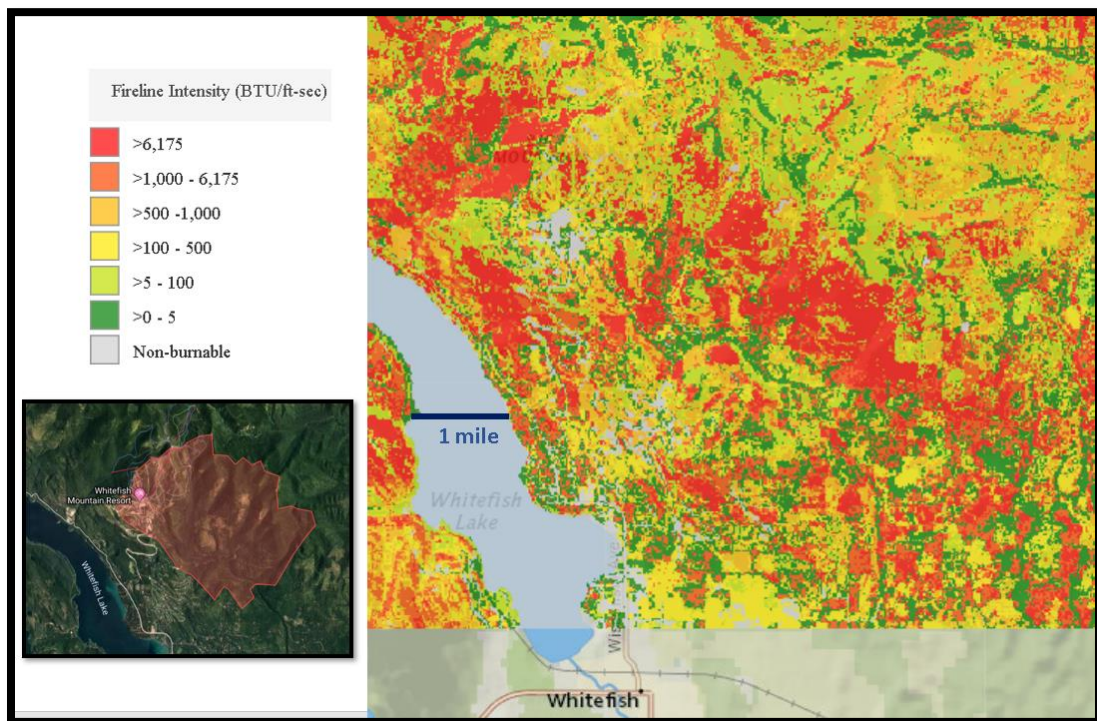 Fireline Intensity (BTU/ft-sec)
>6,175
>1,000 - 6,175
>500 -1,000
>100 - 500
>5 - 100
>0 - 5
Non-burnable
Whitefish
Mountain Resort
Whitefish Lake
1 mile
Whitefish
Lake
Whitefish